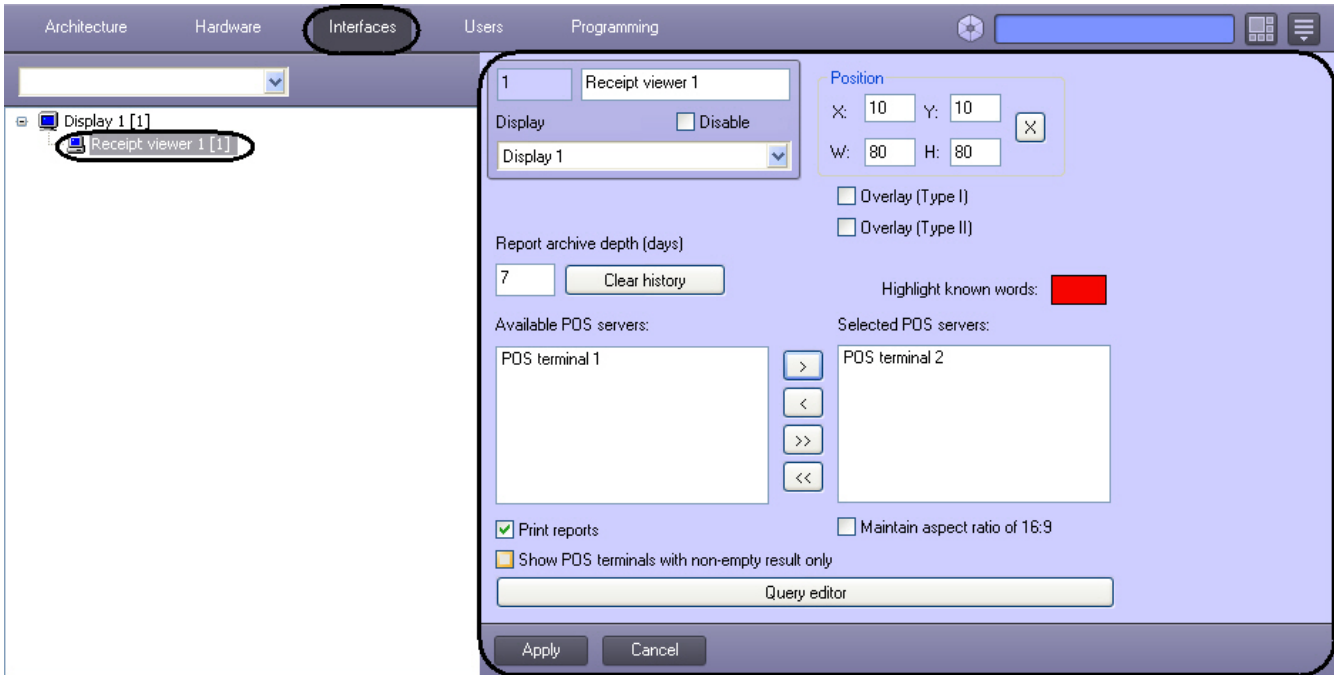 Architecture Hardware Interfaces Users Programming
Display 1 [1]
Receipt viewer 1 [1]
1 Receipt viewer 1
Display Disable
Display 1
Position
X: 10 Y: 10 X
W: 80 H: 80
Overlay (Type I)
Overlay (Type II)
Report archive depth (days)
7 Clear history
Highlight known words:
Available POS servers: Selected POS servers:
POS terminal 1 > POS terminal 2
<
>>
<<
Print reports Maintain aspect ratio of 16:9
Show POS terminals with non-empty result only
Query editor
Apply Cancel